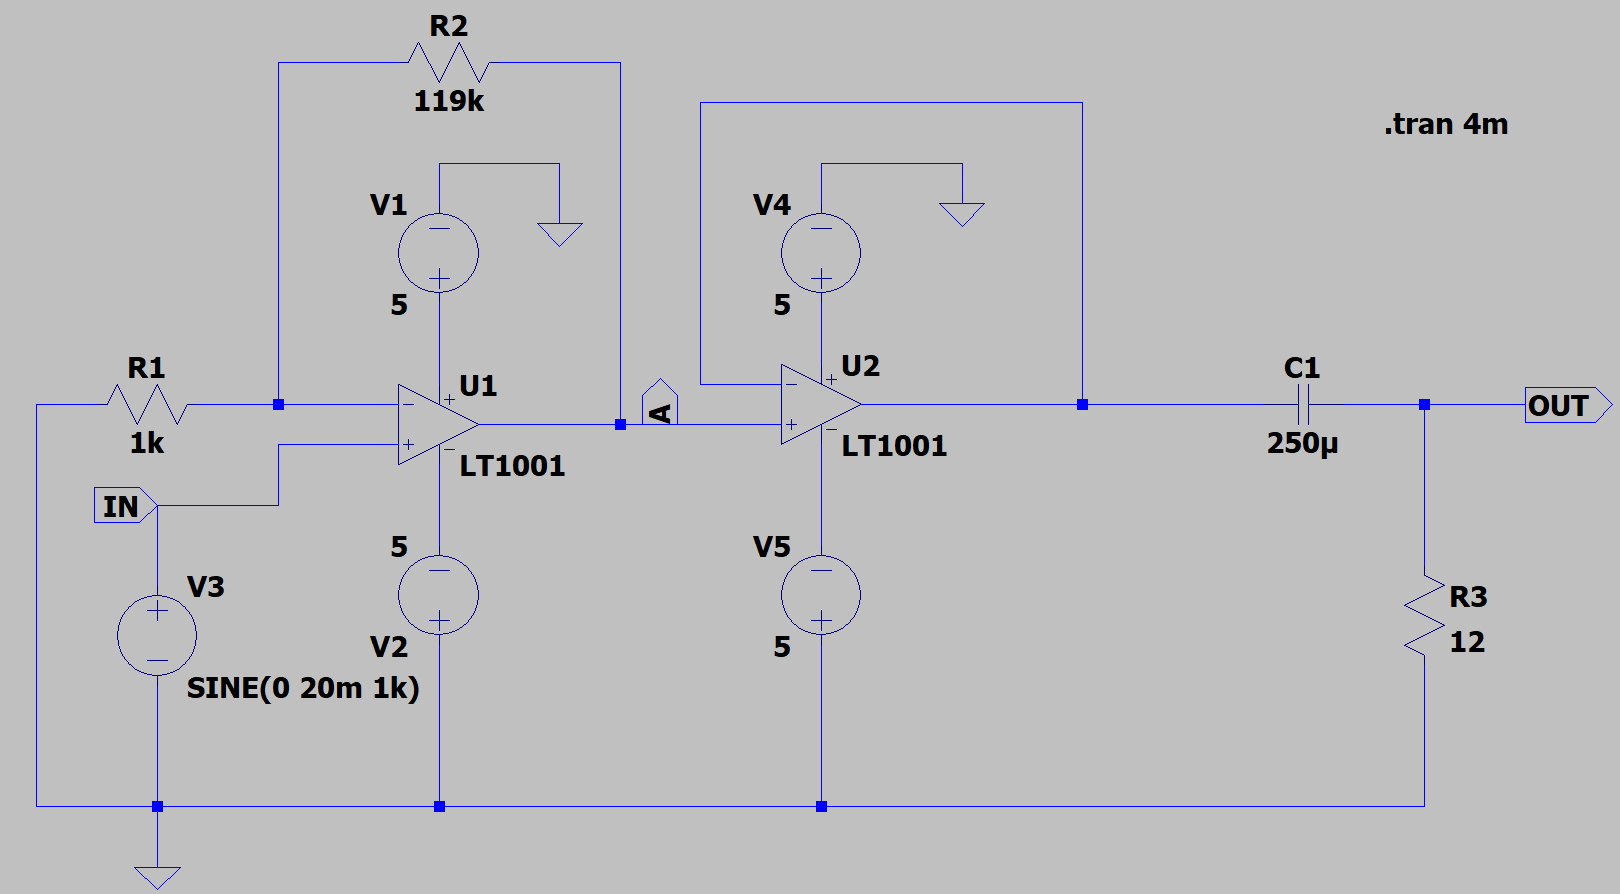 R2
119k
.tran 4m
V1
5
V4
5
R1
1k
U1
LT1001
A
U2
LT1001
C1
250µ
OUT
IN
V3
SINE(0 20m 1k)
5
V2
V5
5
R3
12